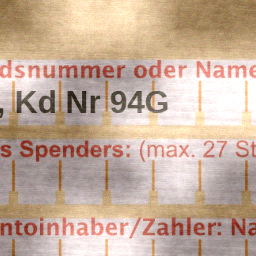 dsnummer oder Name
, Kd Nr 94G
s Spenders: (max. 27 St
ntoinhaber/Zahler: Na